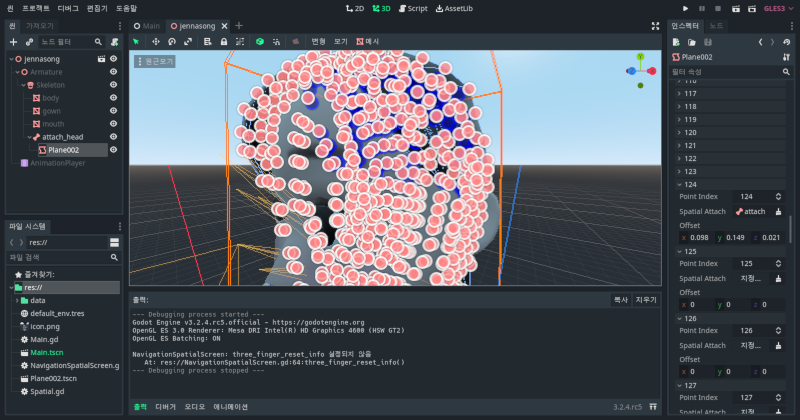 씬 프로젝트 디버그 편집기 도움말
2D 3D Script AssetLib
GLES3
씬 가져오기
노드 필터
jennasong
Armature
Skeleton
body
gown
mouth
attach_head
Plane002
AnimationPlayer
파일 시스템
res://
파일 검색
즐겨찾기:
res://
data
default_env.tres
icon.png
Main.gd
Main.tscn
NavigationSpatialScreen.g
Plane002.tscn
Spatial.gd
Main jennasong
변형 보기 메시
원근보기
출력: 복사 지우기
--- Debugging process started ---
Godot Engine v3.2.4.rc5.official - https://godotengine.org
OpenGL ES 3.0 Renderer: Mesa DRI Intel(R) HD Graphics 4600 (HSW GT2)
OpenGL ES Batching: ON
NavigationSpatialScreen: three_finger_reset_info 설정되지 않음
At: res://NavigationSpatialScreen.gd:64:three_finger_reset_info()
--- Debugging process stopped ---
출력 디버거 오디오 애니메이션 3.2.4.rc5
인스펙터 노드
Plane002
필터 속성
116
117
118
119
120
121
122
123
124
Point Index 124
Spatial Attach attach
Offset
x 0.098 y 0.149 z 0.021
125
Point Index 125
Spatial Attach 지정...
Offset
x 0 y 0 z 0
126
Point Index 126
Spatial Attach 지정...
Offset
x 0 y 0 z 0
127
Point Index 127
Spatial Attach 지정...